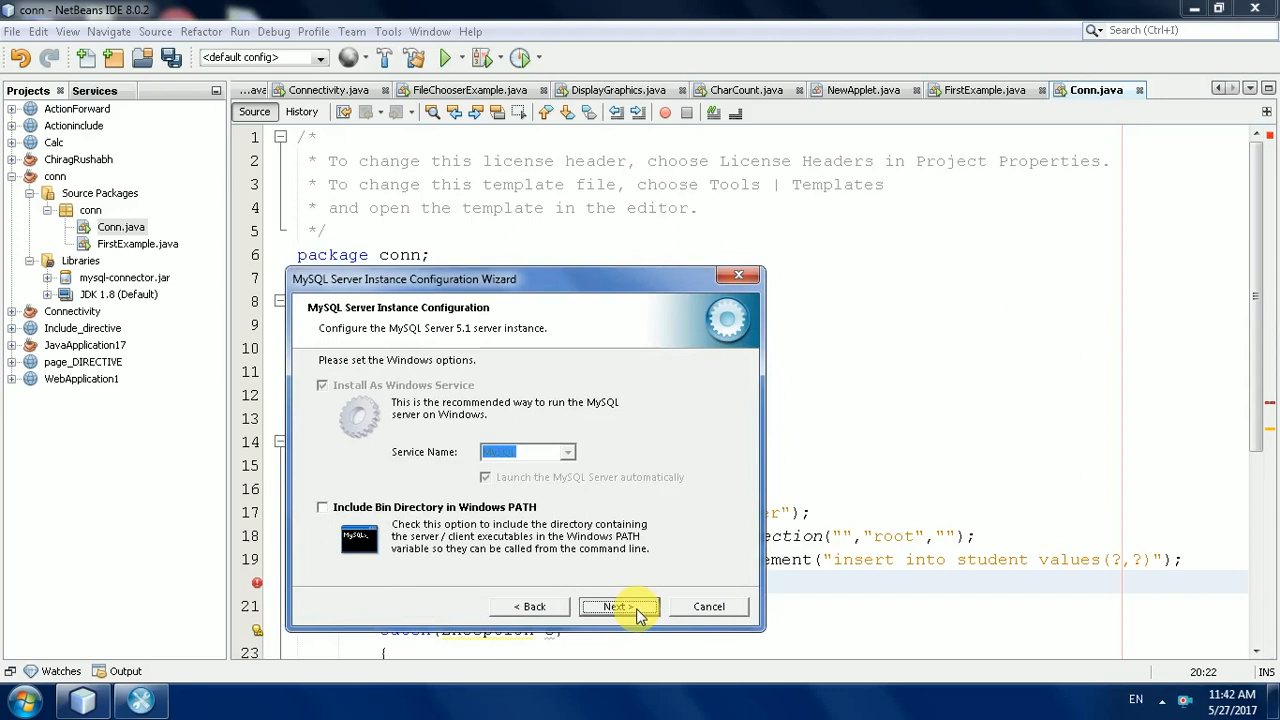 conn - NetBeans IDE 8.0.2
File Edit View Navigate Source Refactor Run Debug Profile Team Tools Window Help
Search (Ctrl+I)
<default config>
Projects Services
...ava Connectivity.java FileChooserExample.java DisplayGraphics.java CharCount.java NewApplet.java FirstExample.java Conn.java
Source History
ActionForward
Actioninclude
Calc
ChiragRushabh
conn
Source Packages
conn
Conn.java
FirstExample.java
Libraries
mysql-connector.jar
JDK 1.8 (Default)
Connectivity
Include_directive
JavaApplication17
page_DIRECTIVE
WebApplication1
1 /*
2 * To change this license header, choose License Headers in Project Properties.
3 * To change this template file, choose Tools | Templates
4 * and open the template in the editor.
5 */
6 package conn;
7
8
9
10
11
12
13
14
15
16
17 er");
18 ection("","root","");
19 ement("insert into student values(?,?)");
21
23 {
MySQL Server Instance Configuration Wizard
MySQL Server Instance Configuration
Configure the MySQL Server 5.1 server instance.
Please set the Windows options.
Install As Windows Service
This is the recommended way to run the MySQL
server on Windows.
Service Name: MySQL
Launch the MySQL Server automatically
Include Bin Directory in Windows PATH
Check this option to include the directory containing
the server / client executables in the Windows PATH
variable so they can be called from the command line.
< Back Next > Cancel
Watches Output
20:22 INS
EN
11:42 AM
5/27/2017